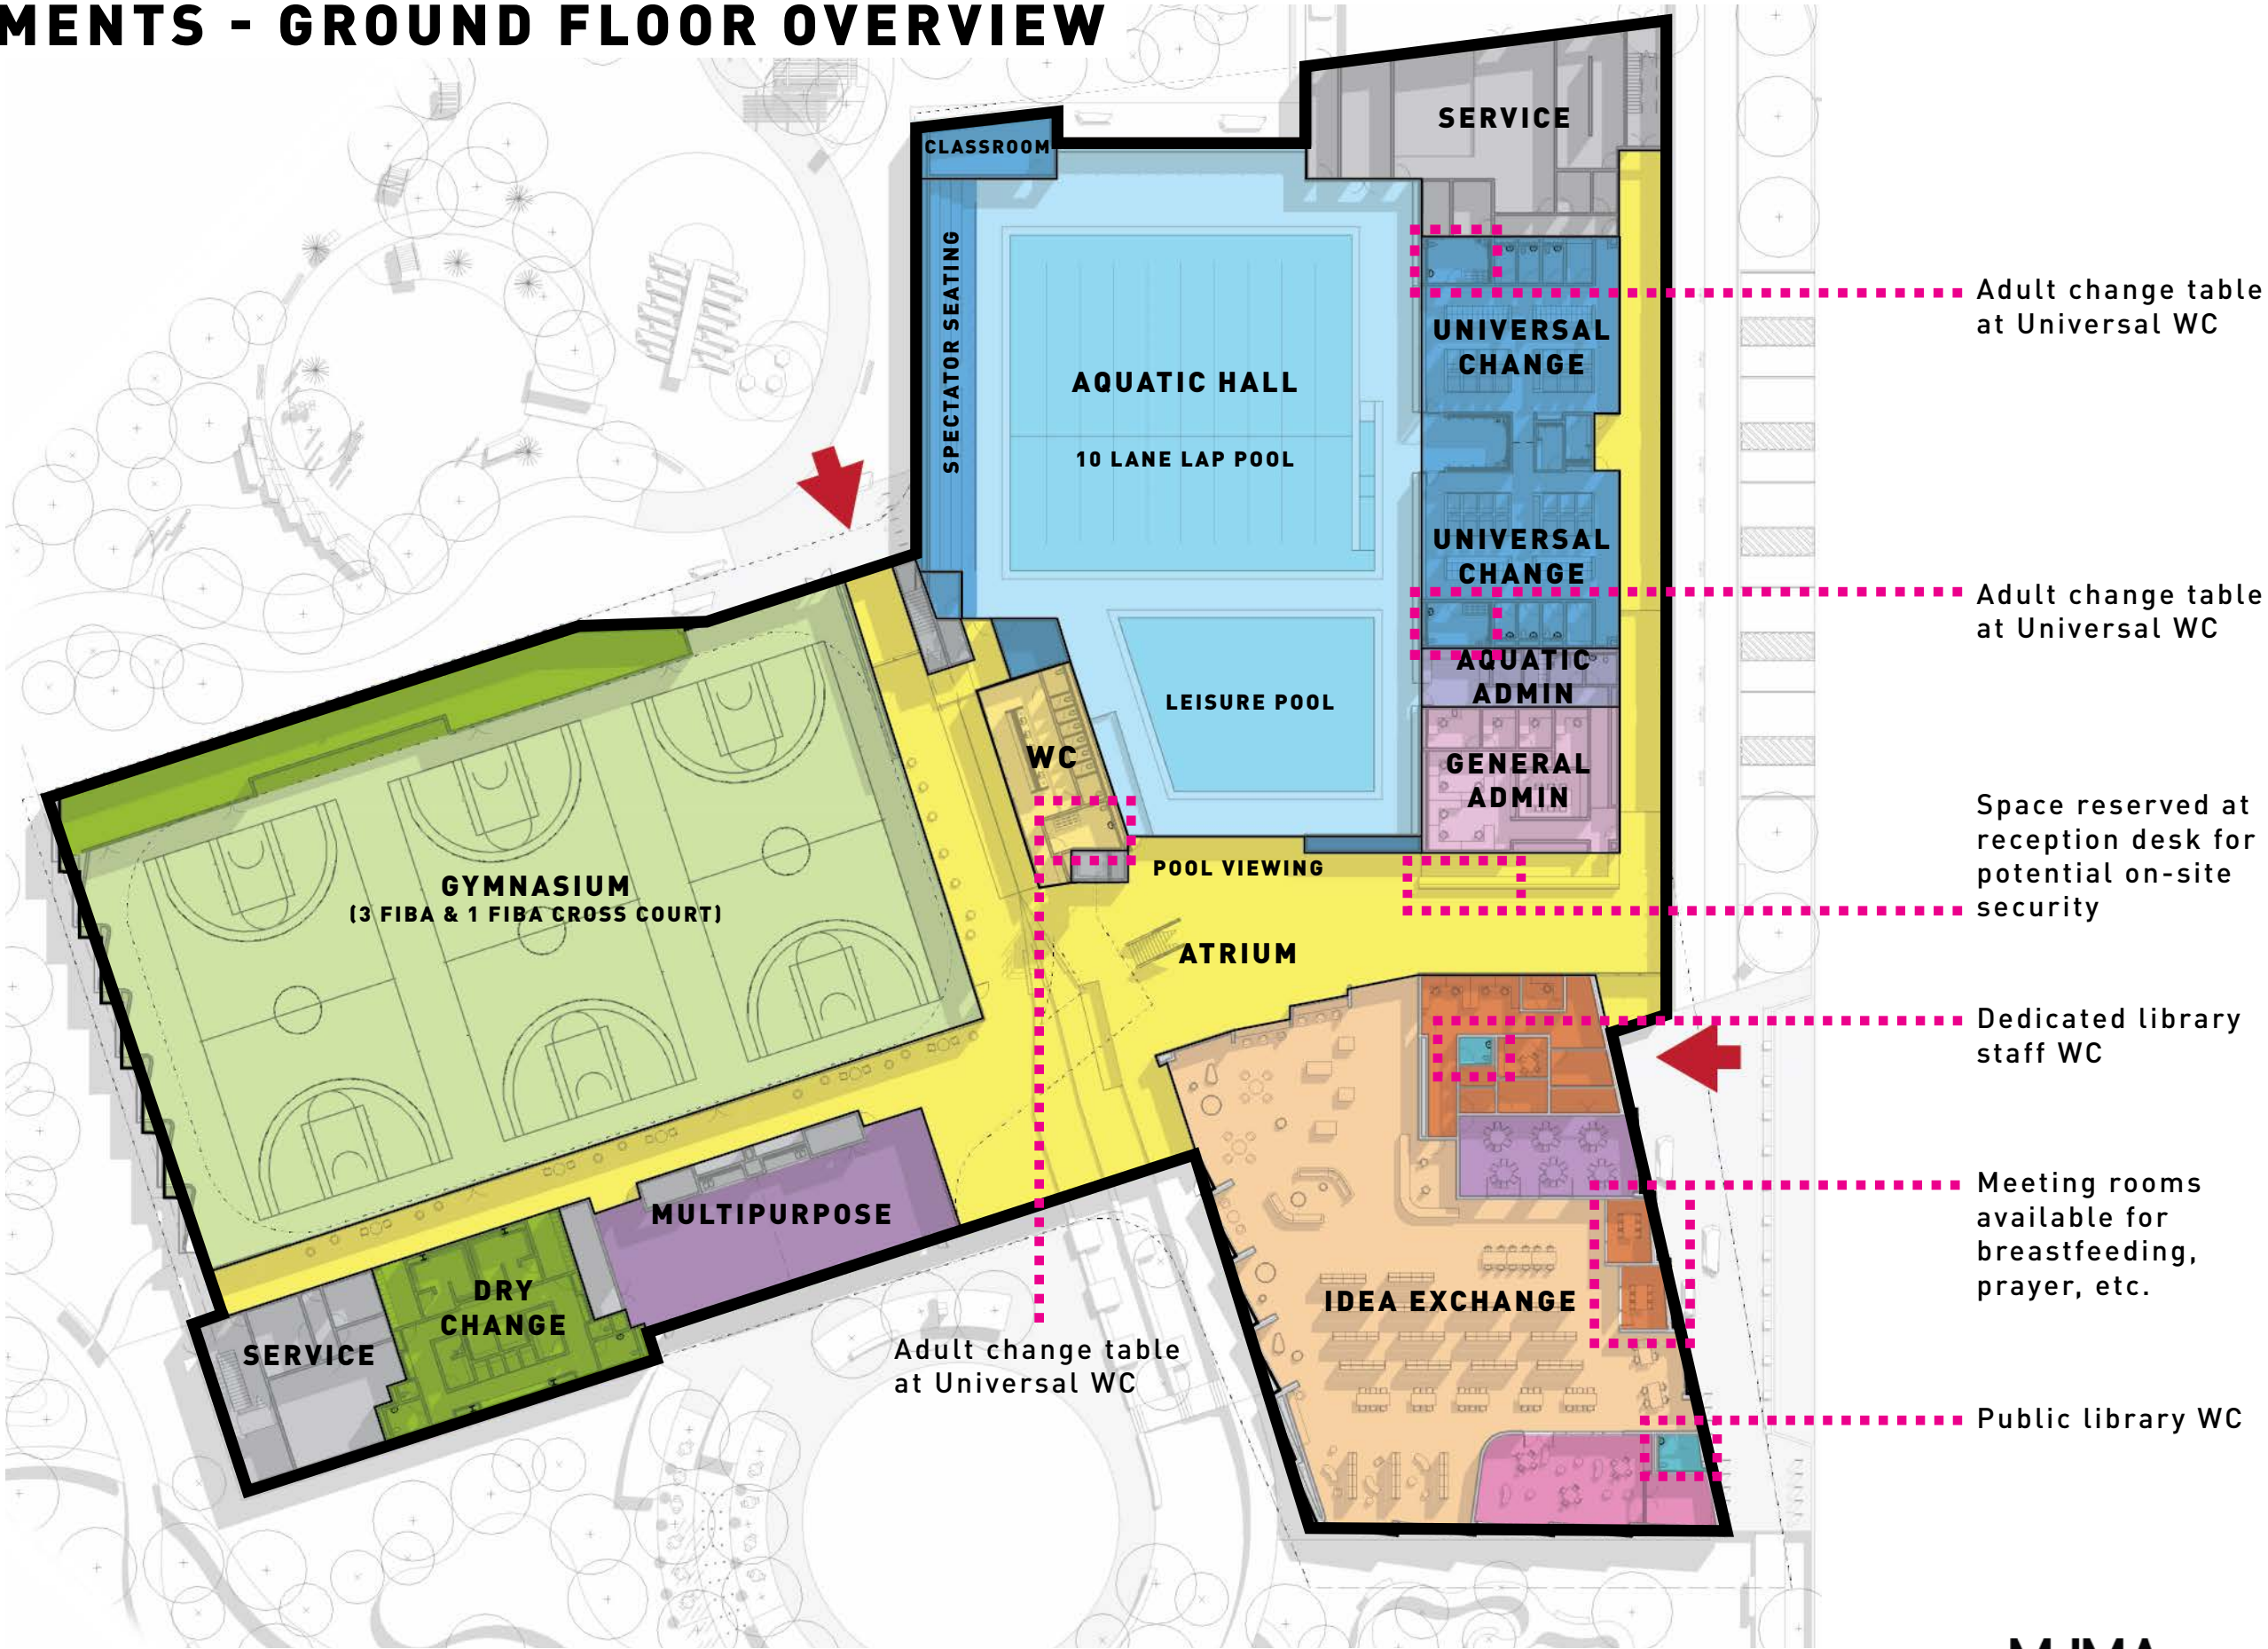 MENTS - GROUND FLOOR OVERVIEW
SERVICE
CLASSROOM
SPECTATOR SEATING
AQUATIC HALL
10 LANE LAP POOL
UNIVERSAL
CHANGE
Adult change table
at Universal WC
UNIVERSAL
CHANGE
Adult change table
at Universal WC
AQUATIC
ADMIN
LEISURE POOL
WC
GENERAL
ADMIN
Space reserved at
reception desk for
potential on-site
security
POOL VIEWING
GYMNASIUM
(3 FIBA & 1 FIBA CROSS COURT)
ATRIUM
Dedicated library
staff WC
MULTIPURPOSE
Meeting rooms
available for
breastfeeding,
prayer, etc.
DRY
CHANGE
IDEA EXCHANGE
SERVICE
Adult change table
at Universal WC
Public library WC